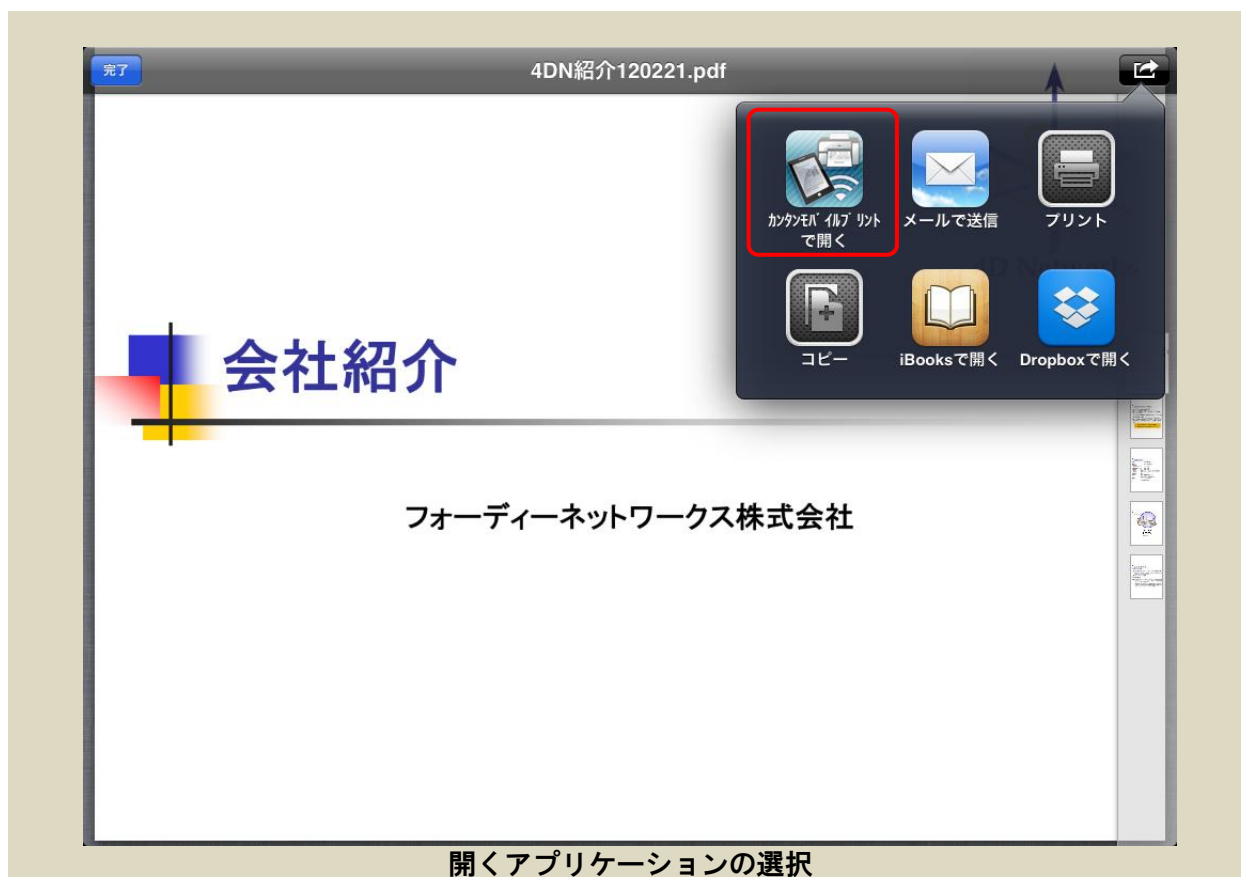 完了
4DN紹介120221.pdf
ｶﾝﾀﾝﾓﾊﾞｲﾙﾌﾟﾘﾝﾄ
で開く
メールで送信
プリント
コピー
iBooksで開く
Dropboxで開く
会社紹介
フォーディーネットワークス株式会社
開くアプリケーションの選択